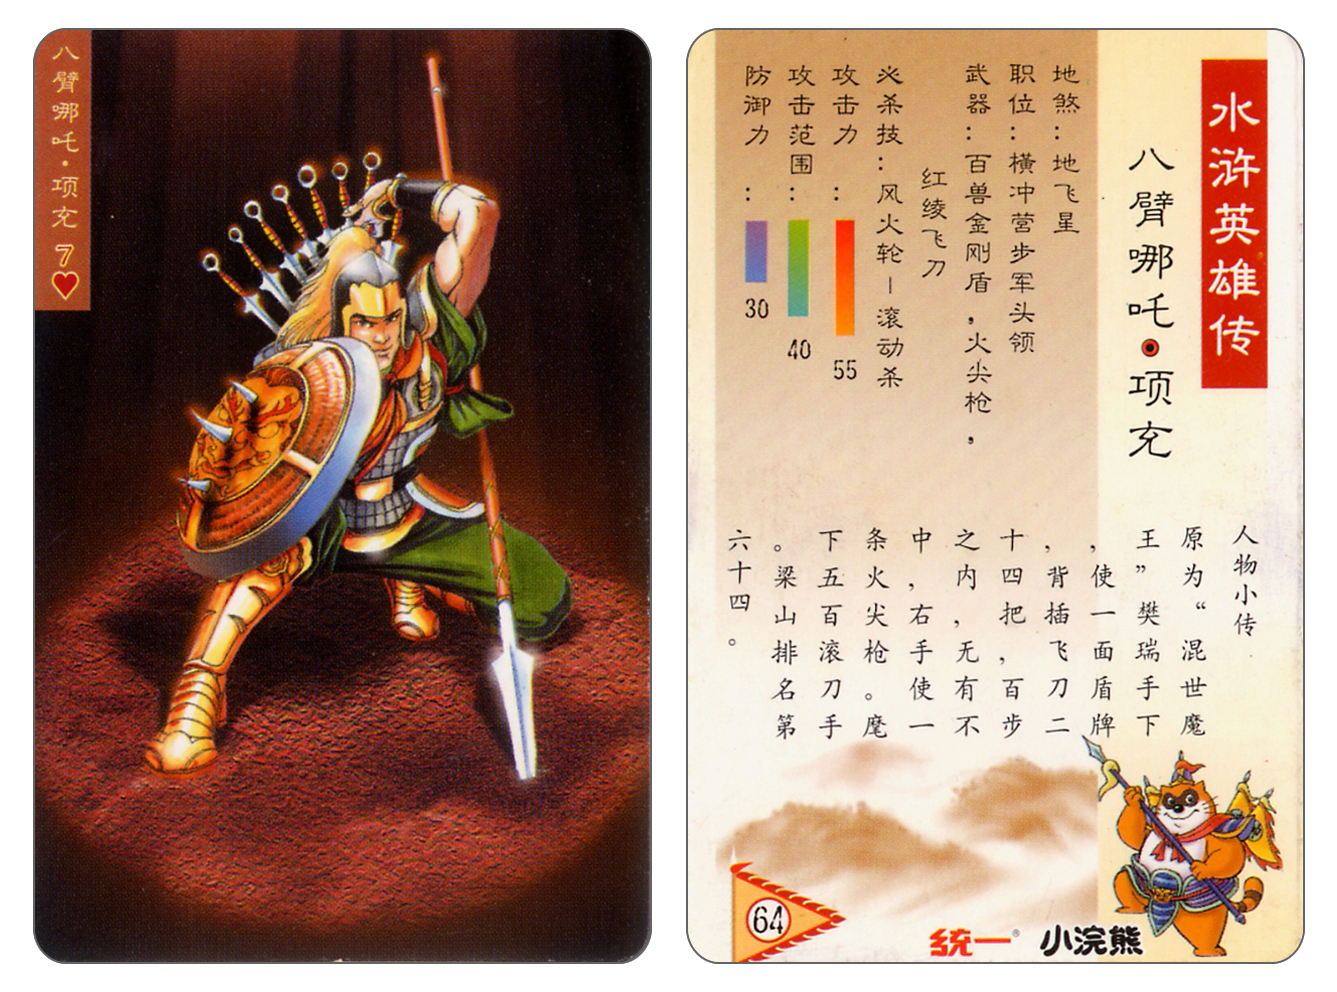 八臂哪吒·项充 7
水浒英雄传
八臂哪吒·项充
地煞：地飞星
职位：横冲营步军头领
武器：百兽金刚盾，火尖枪，
红绫飞刀
必杀技：风火轮—滚动杀
攻击力：55
攻击范围：40
防御力：30
人物小传
原为“混世魔
王”樊瑞手下
，使一面盾牌
，背插飞刀二
十四把，百步
之内，无有不
中，右手使一
条火尖枪。麾
下五百滚刀手
。梁山排名第
六十四。
64
统一®
小浣熊